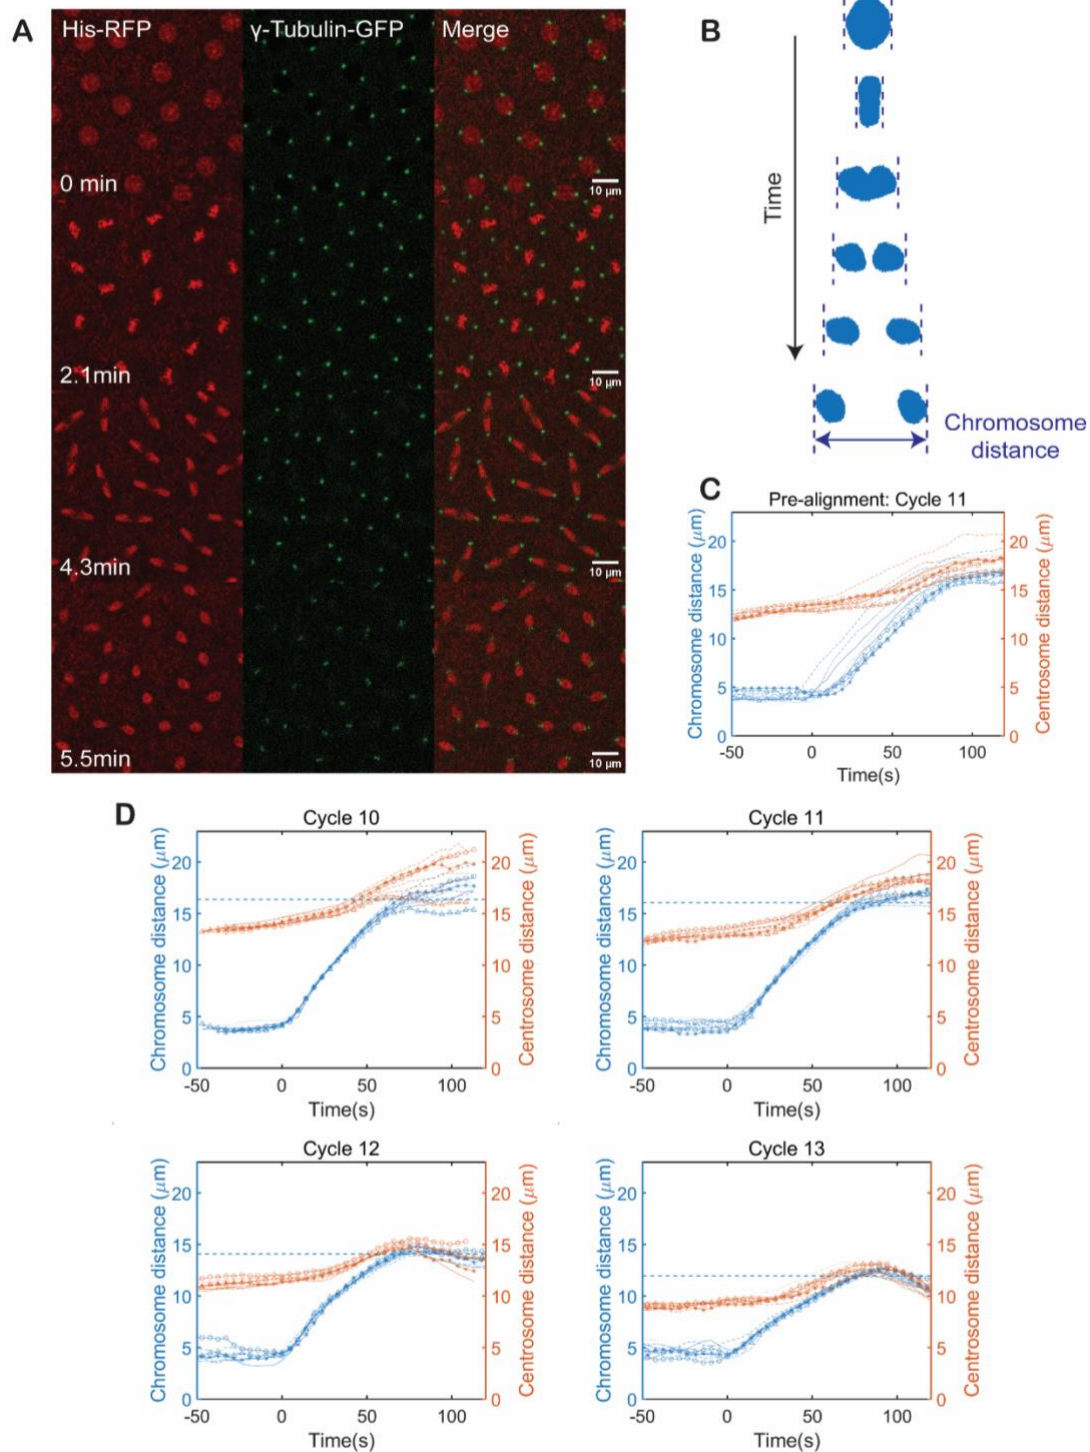 A
His-RFP γ-Tubulin-GFP Merge
0 min
10 µm
2.1min
10 µm
4.3min
10 µm
5.5min
10 µm
B
Time
Chromosome
distance
C
Pre-alignment: Cycle 11
Chromosome distance (µm)
20
15
10
5
0
20
15
10
5
0
Centrosome distance (µm)
-50 0 50 100
Time(s)
D
Cycle 10
Chromosome distance (µm)
20
15
10
5
0
20
15
10
5
0
Centrosome distance (µm)
-50 0 50 100
Time(s)
Cycle 11
Chromosome distance (µm)
20
15
10
5
0
20
15
10
5
0
Centrosome distance (µm)
-50 0 50 100
Time(s)
Cycle 12
Chromosome distance (µm)
20
15
10
5
0
20
15
10
5
0
Centrosome distance (µm)
-50 0 50 100
Time(s)
Cycle 13
Chromosome distance (µm)
20
15
10
5
0
20
15
10
5
0
Centrosome distance (µm)
-50 0 50 100
Time(s)